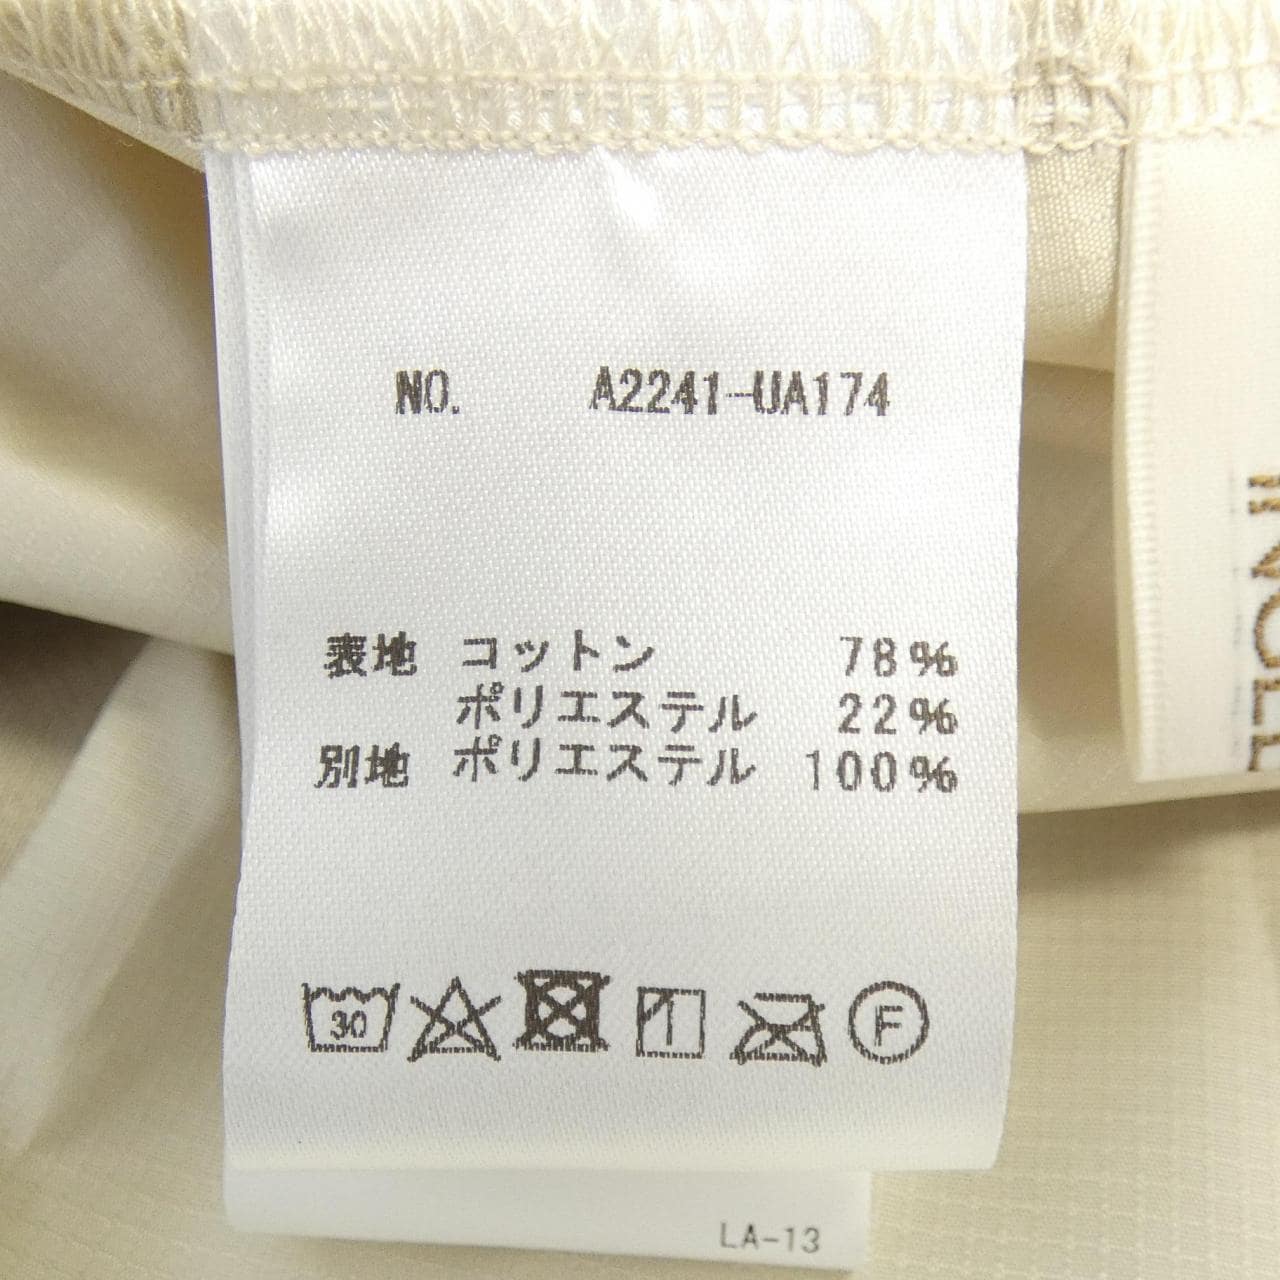 NO. A2241-UA174
表地 コットン 78%
ポリエステル 22%
別地 ポリエステル 100%
30
F
LA-13